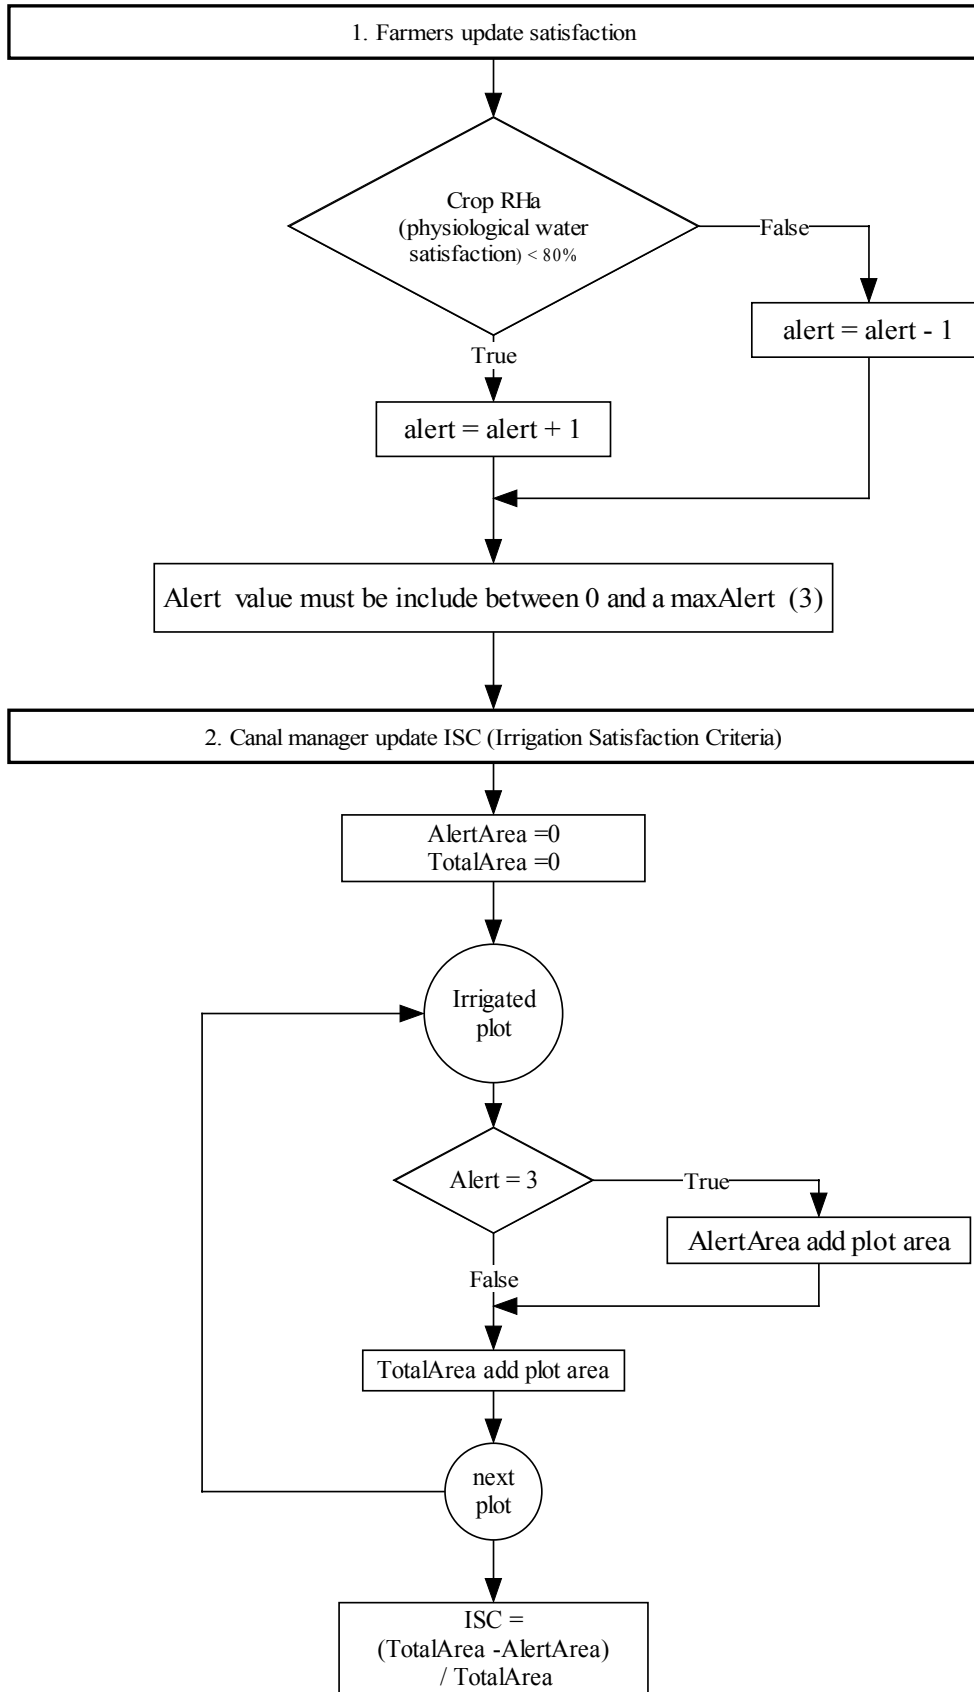 1. Farmers update satisfaction
Crop RHa
(physiological water
satisfaction) < 80%
False
alert = alert - 1
True
alert = alert + 1
Alert value must be include between 0 and a maxAlert (3)
2. Canal manager update ISC (Irrigation Satisfaction Criteria)
AlertArea =0
TotalArea =0
Irrigated
plot
Alert = 3
True
AlertArea add plot area
False
TotalArea add plot area
next
plot
ISC =
(TotalArea -AlertArea)
/ TotalArea